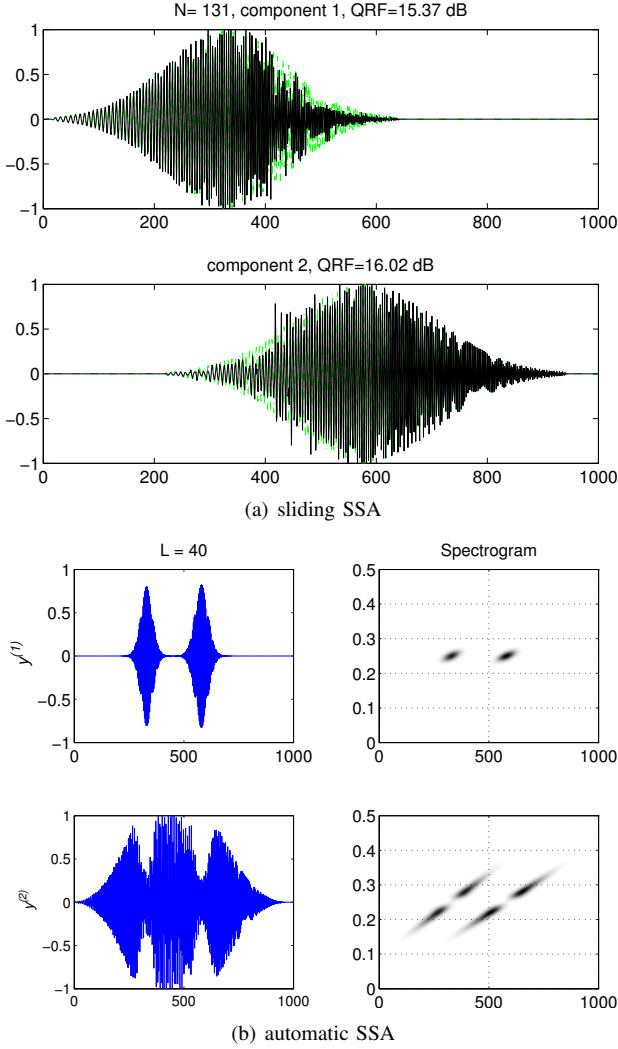 N= 131, component 1, QRF=15.37 dB
1
0.5
0
−0.5
−1
0 200 400 600 800 1000
component 2, QRF=16.02 dB
1
0.5
0
−0.5
−1
0 200 400 600 800 1000
(a) sliding SSA
L = 40
1
0.5
0
−0.5
−1
y(1)
0 500 1000
Spectrogram
0.5
0.4
0.3
0.2
0.1
0
0 500 1000
1
0.5
0
−0.5
−1
y(2)
0 500 1000
0.5
0.4
0.3
0.2
0.1
0
0 500 1000
(b) automatic SSA